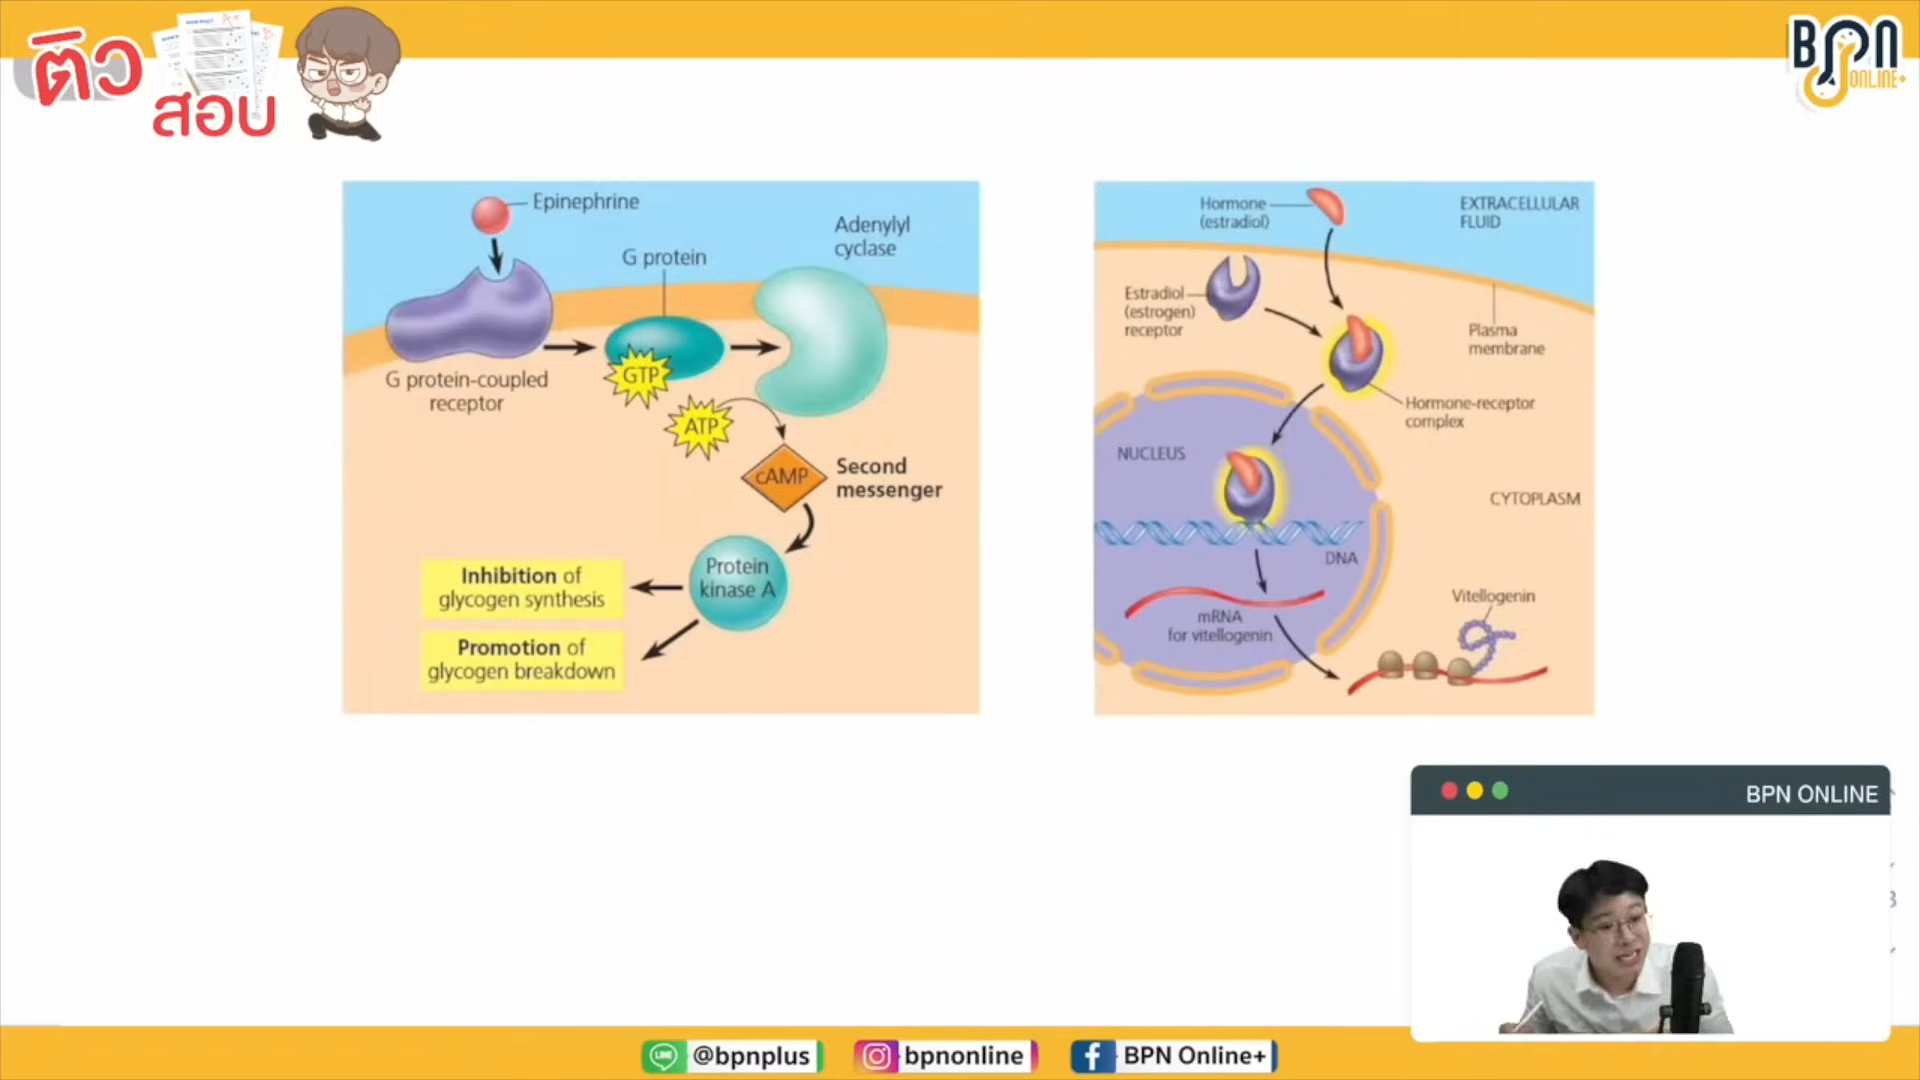 ติว
สอบ
BPN
ONLINE+
Epinephrine
Adenylyl
cyclase
G protein
GTP
G protein-coupled
receptor
ATP
cAMP
Second
messenger
Protein
kinase A
Inhibition of
glycogen synthesis
Promotion of
glycogen breakdown
Hormone
(estradiol)
EXTRACELLULAR
FLUID
Estradiol
(estrogen)
receptor
Plasma
membrane
Hormone-receptor
complex
NUCLEUS
CYTOPLASM
DNA
mRNA
for vitellogenin
Vitellogenin
BPN ONLINE
LINE
@bpnplus
bpnonline
BPN Online+